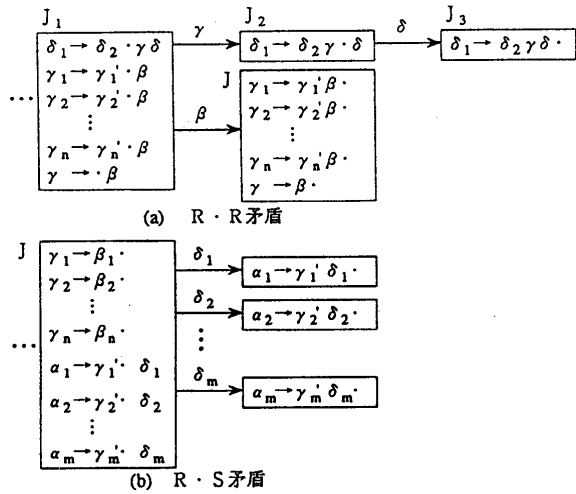 J₁ J₂ J₃
δ₁→ δ₂・γ δ γ δ₁→ δ₂ γ・δ δ δ₁→ δ₂ γ δ・
γ₁→γ₁'・β J γ₁→γ₁'β・
… γ₂→γ₂'・β γ₂→γ₂'β・
⋮ β ⋮
γₙ→γₙ'・β γₙ→γₙ'β・
γ →・β γ →β・
(a) R・R矛盾
J
γ₁→β₁・ δ₁ α₁→γ₁' δ₁・
γ₂→β₂・ δ₂ α₂→γ₂' δ₂・
⋮ ⋮
γₙ→βₙ・
… α₁→γ₁'・ δ₁ δₘ αₘ→γₘ' δₘ・
α₂→γ₂'・ δ₂
⋮
αₘ→γₘ'・ δₘ
(b) R・S矛盾